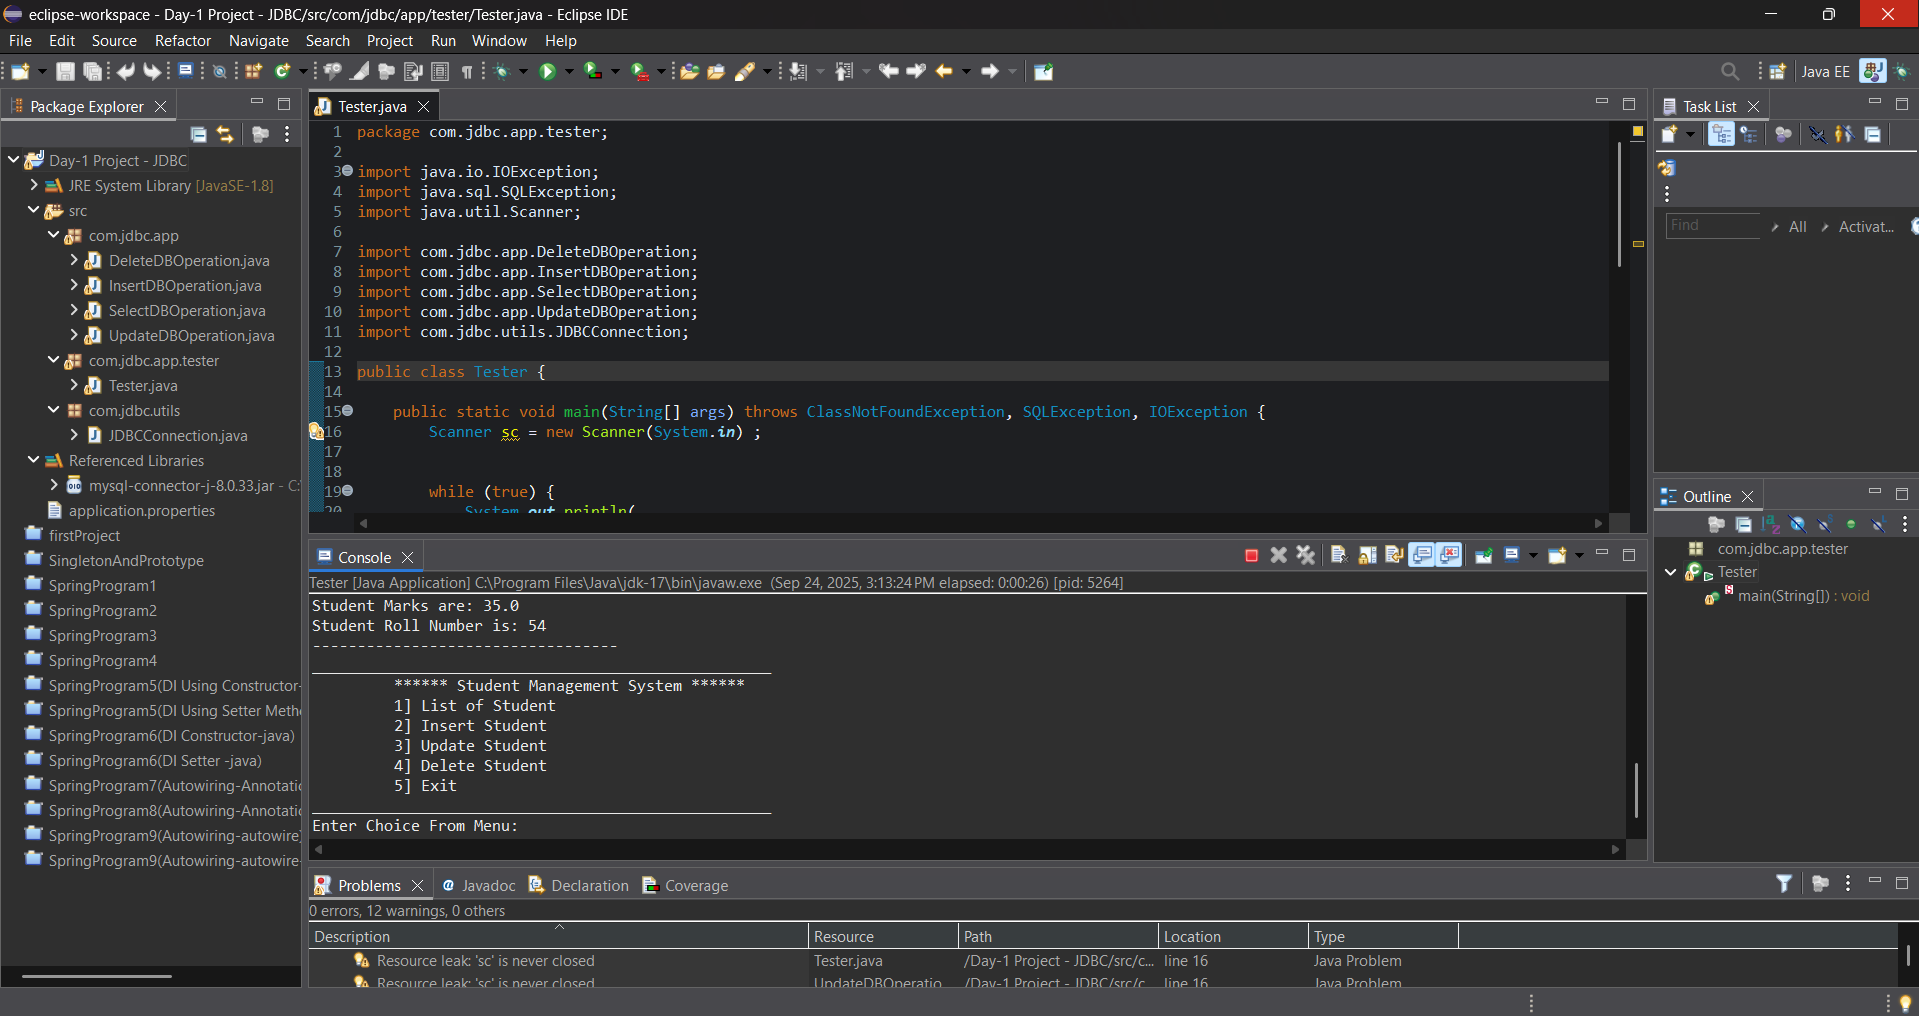 eclipse-workspace - Day-1 Project - JDBC/src/com/jdbc/app/tester/Tester.java - Eclipse IDE
File Edit Source Refactor Navigate Search Project Run Window Help
Java EE
Package Explorer
Day-1 Project - JDBC
JRE System Library [JavaSE-1.8]
src
com.jdbc.app
DeleteDBOperation.java
InsertDBOperation.java
SelectDBOperation.java
UpdateDBOperation.java
com.jdbc.app.tester
Tester.java
com.jdbc.utils
JDBCConnection.java
Referenced Libraries
mysql-connector-j-8.0.33.jar - C:
application.properties
firstProject
SingletonAndPrototype
SpringProgram1
SpringProgram2
SpringProgram3
SpringProgram4
SpringProgram5(DI Using Constructor-
SpringProgram5(DI Using Setter Meth
SpringProgram6(DI Constructor-java)
SpringProgram6(DI Setter -java)
SpringProgram7(Autowiring-Annotatic
SpringProgram8(Autowiring-Annotatic
SpringProgram9(Autowiring-autowire
SpringProgram9(Autowiring-autowire-
Tester.java
1 package com.jdbc.app.tester;
2
3 import java.io.IOException;
4 import java.sql.SQLException;
5 import java.util.Scanner;
6
7 import com.jdbc.app.DeleteDBOperation;
8 import com.jdbc.app.InsertDBOperation;
9 import com.jdbc.app.SelectDBOperation;
10 import com.jdbc.app.UpdateDBOperation;
11 import com.jdbc.utils.JDBCConnection;
12
13 public class Tester {
14
15 public static void main(String[] args) throws ClassNotFoundException, SQLException, IOException {
16 Scanner sc = new Scanner(System.in) ;
17
18
19 while (true) {
20 System.out.println(
Console
Tester [Java Application] C:\Program Files\Java\jdk-17\bin\javaw.exe (Sep 24, 2025, 3:13:24 PM elapsed: 0:00:26) [pid: 5264]
Student Marks are: 35.0
Student Roll Number is: 54
----------------------------------
****** Student Management System ******
1] List of Student
2] Insert Student
3] Update Student
4] Delete Student
5] Exit
Enter Choice From Menu:
Task List
Find All Activat...
Outline
com.jdbc.app.tester
Tester
main(String[]) : void
Problems Javadoc Declaration Coverage
0 errors, 12 warnings, 0 others
Description Resource Path Location Type
Resource leak: 'sc' is never closed Tester.java /Day-1 Project - JDBC/src/c... line 16 Java Problem
Resource leak: 'sc' is never closed UpdateDBOperatio /Day-1 Project - JDBC/src/c line 16 Java Problem